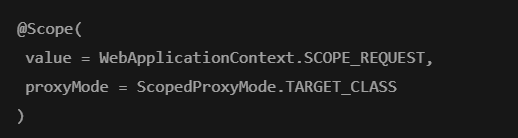 @Scope(
 value = WebApplicationContext.SCOPE_REQUEST,
 proxyMode = ScopedProxyMode.TARGET_CLASS
)